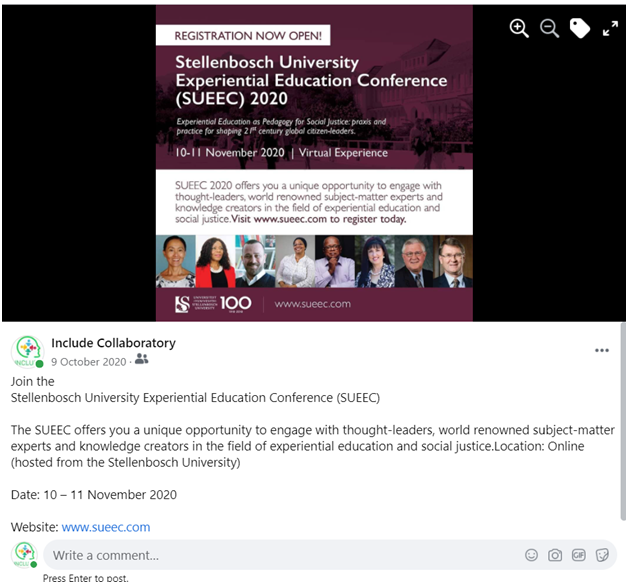 REGISTRATION NOW OPEN!
Stellenbosch University
Experiential Education Conference
(SUEEC) 2020
Experiential Education as Pedagogy for Social Justice: praxis and
practice for shaping 21st century global citizen-leaders.
10-11 November 2020 | Virtual Experience
SUEEC 2020 offers you a unique opportunity to engage with
thought-leaders, world renowned subject-matter experts and
knowledge creators in the field of experiential education and
social justice.Visit www.sueec.com to register today.
100
www.sueec.com
Include Collaboratory
9 October 2020 ·
Join the
Stellenbosch University Experiential Education Conference (SUEEC)
The SUEEC offers you a unique opportunity to engage with thought-leaders, world renowned subject-matter
experts and knowledge creators in the field of experiential education and social justice.Location: Online
(hosted from the Stellenbosch University)
Date: 10 – 11 November 2020
Website: www.sueec.com
Write a comment...
GIF
Press Enter to post.